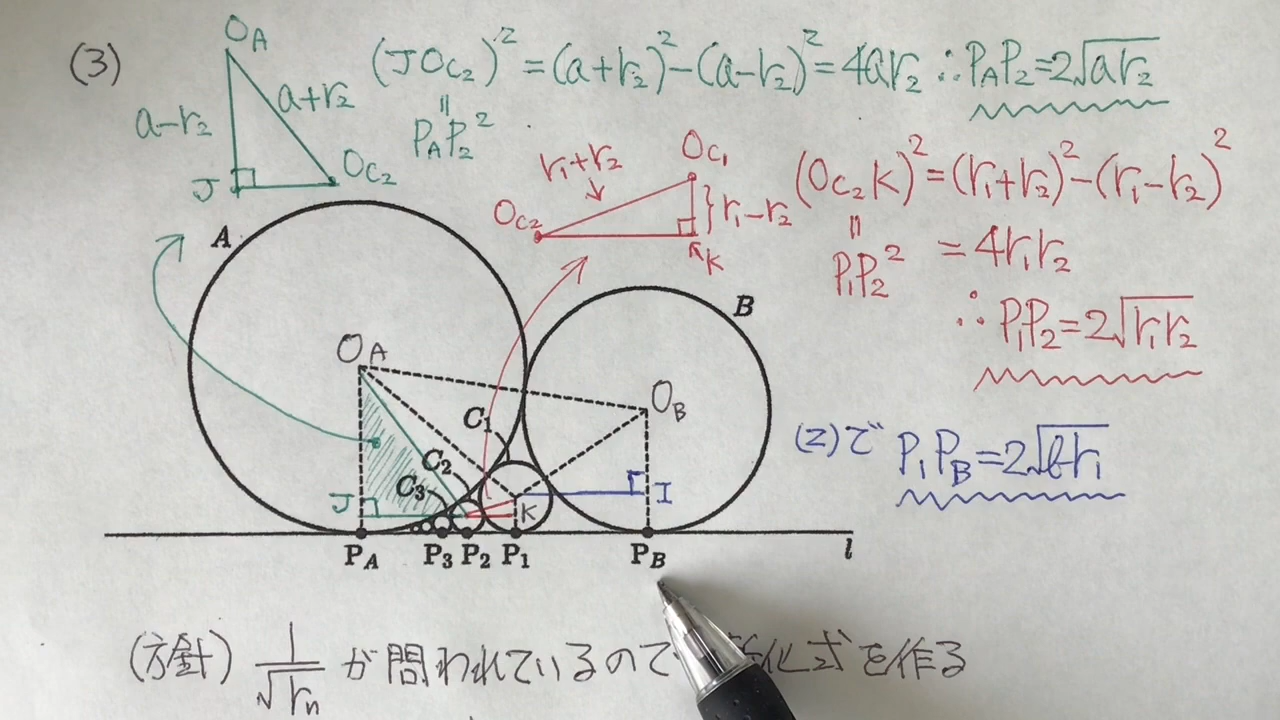 (3)
O_A
a-r₂
a+r₂
J
O_C₂
(JO_C₂)² = (a+r₂)² - (a-r₂)² = 4ar₂ ∴ P_AP₂ = 2√(ar₂)
||
P_AP₂²
r₁+r₂
O_C₁
O_C₂
}r₁-r₂
K
(O_C₂K)² = (r₁+r₂)² - (r₁-r₂)²
||
P₁P₂²
= 4r₁r₂
∴ P₁P₂ = 2√(r₁r₂)
A
B
O_A
O_B
C₁
C₂
C₃
J
K
I
P_A P₃ P₂ P₁ P_B l
(2)で P₁P_B = 2√(br₁)
(方針) 1/√rₙ が問われているので 化式を作る